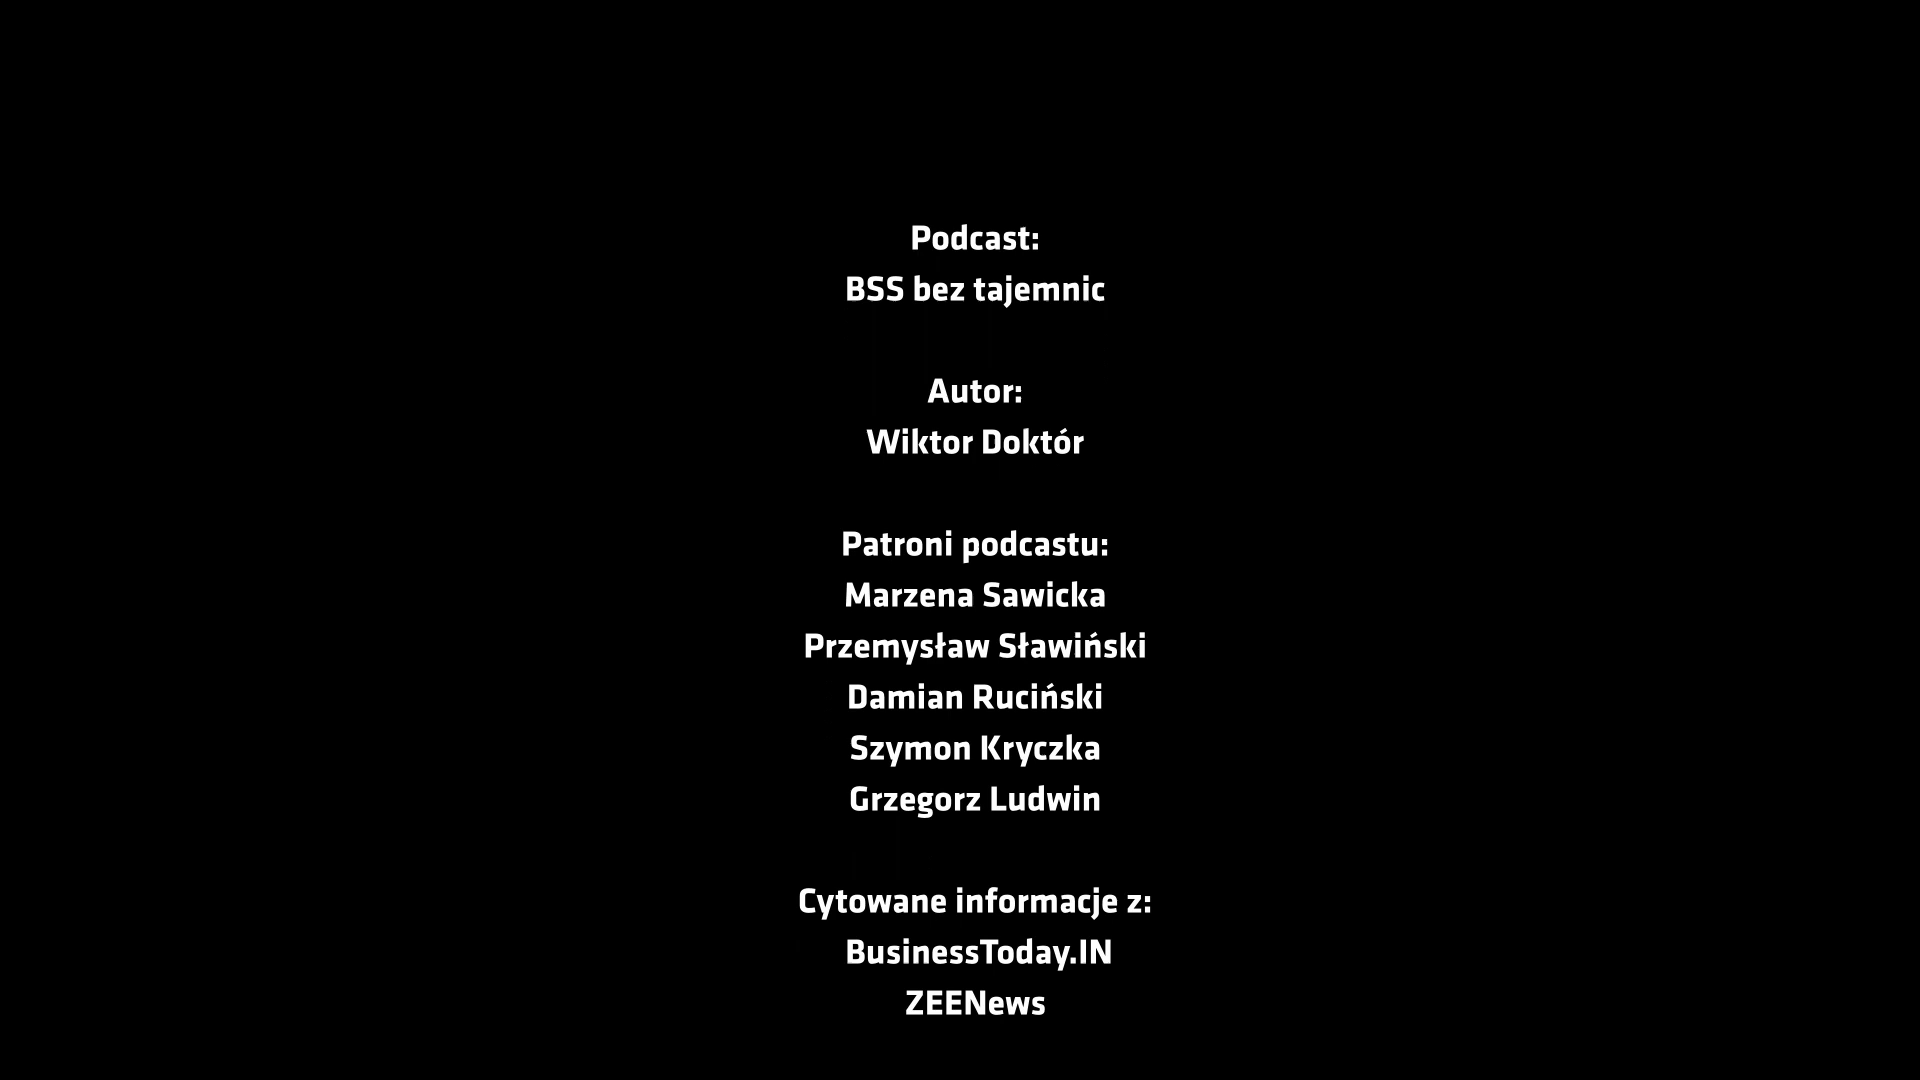 Podcast:
BSS bez tajemnic
Autor:
Wiktor Doktór
Patroni podcastu:
Marzena Sawicka
Przemysław Sławiński
Damian Ruciński
Szymon Kryczka
Grzegorz Ludwin
Cytowane informacje z:
BusinessToday.IN
ZEENews